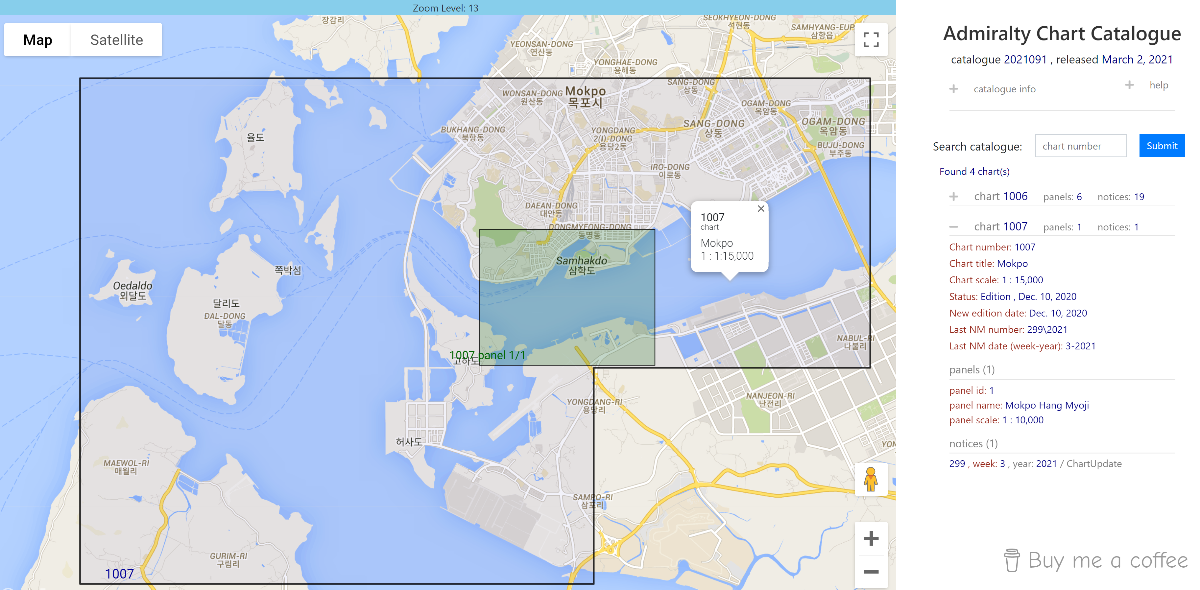 Zoom Level: 13
Map
Satellite
장감리
SEOKHYEON-DONG
석현동
SAMHYANG-EUP
삼향읍
YEONSAN-DONG
연산동
YONGHAE-DONG
용해동
WONSAN-DONG
원산동
Mokpo
목포시
BUKHANG-DONG
북항동
YONGDANG
2(I)-DONG
용당2동
SANG-DONG
상동
OGAM-DONG
옥암동
OGAM-DONG
옥암동
BUJU-DONG
부주동
IRO-DONG
이로동
율도
DAEAN-DONG
대안동
DONGMYEONG-DONG
동명동
Samhakdo
삼학도
1007
chart
Mokpo
1 : 1:15,000
Oedaldo
외달도
쪽박섬
달리도
DAL-DONG
달동
1007 panel 1/1
고하도
NABUL-RI
나불리
YONGDANG-RI
용당리
NANJEON-RI
난전리
허사도
MAEWOL-RI
매월리
SAMPO-RI
삼포리
GURIM-RI
구림리
1007
Admiralty Chart Catalogue
catalogue 2021091 , released March 2, 2021
catalogue info
help
Search catalogue:
chart number
Submit
Found 4 chart(s)
chart 1006 panels: 6 notices: 19
chart 1007 panels: 1 notices: 1
Chart number: 1007
Chart title: Mokpo
Chart scale: 1 : 15,000
Status: Edition , Dec. 10, 2020
New edition date: Dec. 10, 2020
Last NM number: 299\2021
Last NM date (week-year): 3-2021
panels (1)
panel id: 1
panel name: Mokpo Hang Myoji
panel scale: 1 : 10,000
notices (1)
299 , week: 3 , year: 2021 / ChartUpdate
Buy me a coffee